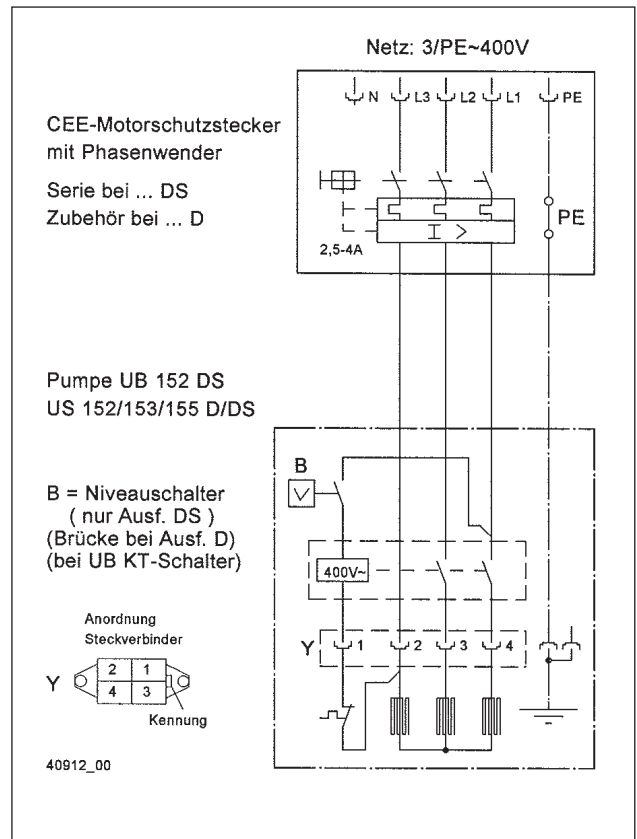 Netz: 3/PE~400V
N L3 L2 L1 PE
CEE-Motorschutzstecker
mit Phasenwender
Serie bei ... DS
Zubehör bei ... D
PE
I >
2,5-4A
Pumpe UB 152 DS
US 152/153/155 D/DS
B
B = Niveauschalter
( nur Ausf. DS )
(Brücke bei Ausf. D)
(bei UB KT-Schalter)
400V~
Y 1 2 3 4
Anordnung
Steckverbinder
2 1
Y
4 3
Kennung
40912_00